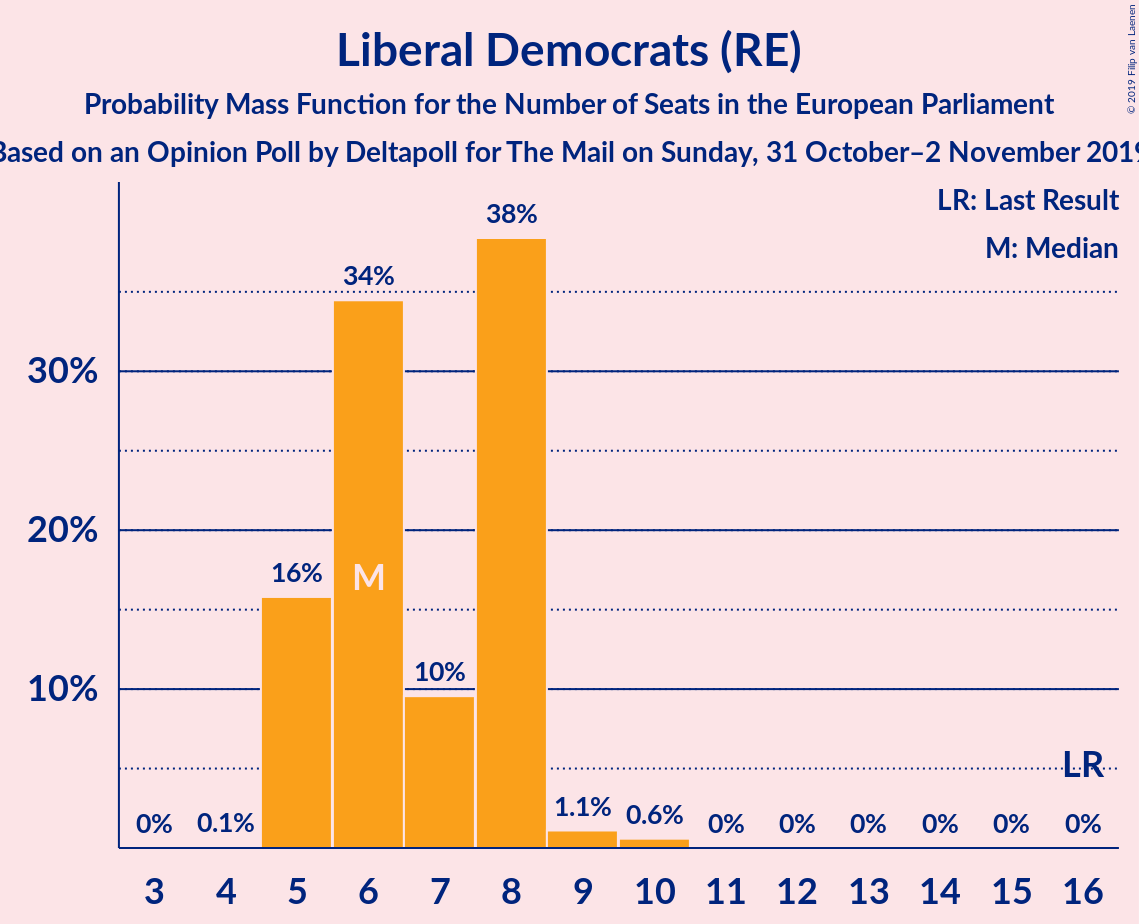 © 2019 Filip van Laenen
Liberal Democrats (RE)
Probability Mass Function for the Number of Seats in the European Parliament
Based on an Opinion Poll by Deltapoll for The Mail on Sunday, 31 October–2 November 2019
LR: Last Result
M: Median
38%
34%
30%
20%
16%
M
10%
10%
LR
0%
0.1%
1.1%
0.6%
0%
0%
0%
0%
0%
0%
3 4 5 6 7 8 9 10 11 12 13 14 15 16